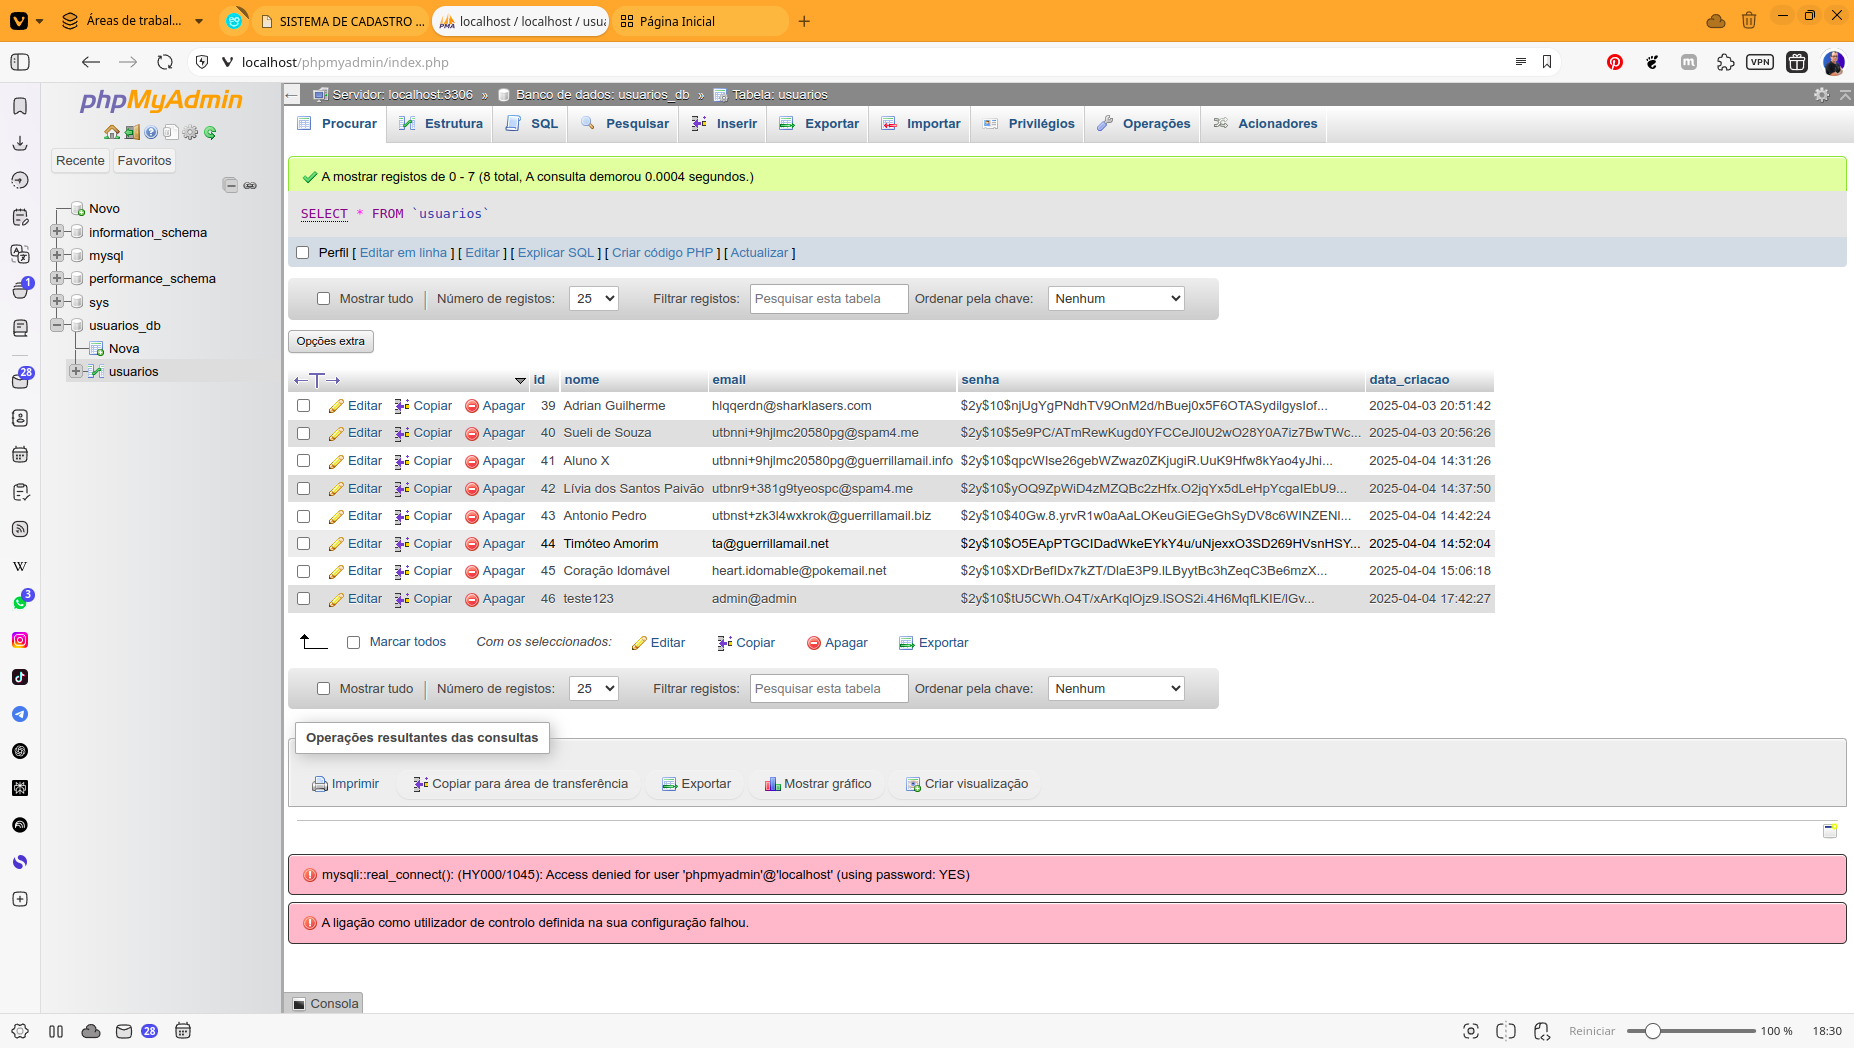 Áreas de trabal...
SISTEMA DE CADASTRO ...
PMA
localhost / localhost / usua
Página Inicial
localhost/phpmyadmin/index.php
VPN
phpMyAdmin
Recente
Favoritos
Novo
information_schema
mysql
performance_schema
sys
usuarios_db
Nova
usuarios
1
28
W
3
Servidor: localhost:3306 » Banco de dados: usuarios_db » Tabela: usuarios
Procurar
Estrutura
SQL
Pesquisar
Inserir
Exportar
Importar
Privilégios
Operações
Acionadores
A mostrar registos de 0 - 7 (8 total, A consulta demorou 0.0004 segundos.)
SELECT * FROM `usuarios`
Perfil [ Editar em linha ] [ Editar ] [ Explicar SQL ] [ Criar código PHP ] [ Actualizar ]
Mostrar tudo | Número de registos: 25 Filtrar registos: Pesquisar esta tabela Ordenar pela chave: Nenhum
Opções extra
←T→ id nome email senha data_criacao
Editar Copiar Apagar 39 Adrian Guilherme hlqqerdn@sharklasers.com $2y$10$njUgYgPNdhTV9OnM2d/hBuej0x5F6OTASydilgysIof... 2025-04-03 20:51:42
Editar Copiar Apagar 40 Sueli de Souza utbnni+9hjlmc20580pg@spam4.me $2y$10$5e9PC/ATmRewKugd0YFCCeJl0U2wO28Y0A7iz7BwTWc... 2025-04-03 20:56:26
Editar Copiar Apagar 41 Aluno X utbnni+9hjlmc20580pg@guerrillamail.info $2y$10$qpcWIse26gebWZwaz0ZKjugiR.UuK9Hfw8kYao4yJhi... 2025-04-04 14:31:26
Editar Copiar Apagar 42 Lívia dos Santos Paivão utbnr9+381g9tyeospc@spam4.me $2y$10$yOQ9ZpWiD4zMZQBc2zHfx.O2jqYx5dLeHpYcgaIEbU9... 2025-04-04 14:37:50
Editar Copiar Apagar 43 Antonio Pedro utbnst+zk3l4wxkrok@guerrillamail.biz $2y$10$40Gw.8.yrvR1w0aAaLOKeuGiEGeGhSyDV8c6WINZENl... 2025-04-04 14:42:24
Editar Copiar Apagar 44 Timóteo Amorim ta@guerrillamail.net $2y$10$O5EApPTGCIDadWkeEYkY4u/uNjexxO3SD269HVsnHSY... 2025-04-04 14:52:04
Editar Copiar Apagar 45 Coração Idomável heart.idomable@pokemail.net $2y$10$XDrBefIDx7kZT/DlaE3P9.ILByytBc3hZeqC3Be6mzX... 2025-04-04 15:06:18
Editar Copiar Apagar 46 teste123 admin@admin $2y$10$tU5CWh.O4T/xArKqlOjz9.lSOS2i.4H6MqfLKIE/lGv... 2025-04-04 17:42:27
Marcar todos Com os seleccionados: Editar Copiar Apagar Exportar
Mostrar tudo | Número de registos: 25 Filtrar registos: Pesquisar esta tabela Ordenar pela chave: Nenhum
Operações resultantes das consultas
Imprimir Copiar para área de transferência Exportar Mostrar gráfico Criar visualização
mysqli::real_connect(): (HY000/1045): Access denied for user 'phpmyadmin'@'localhost' (using password: YES)
A ligação como utilizador de controlo definida na sua configuração falhou.
Consola
28
Reiniciar
100 %
18:30